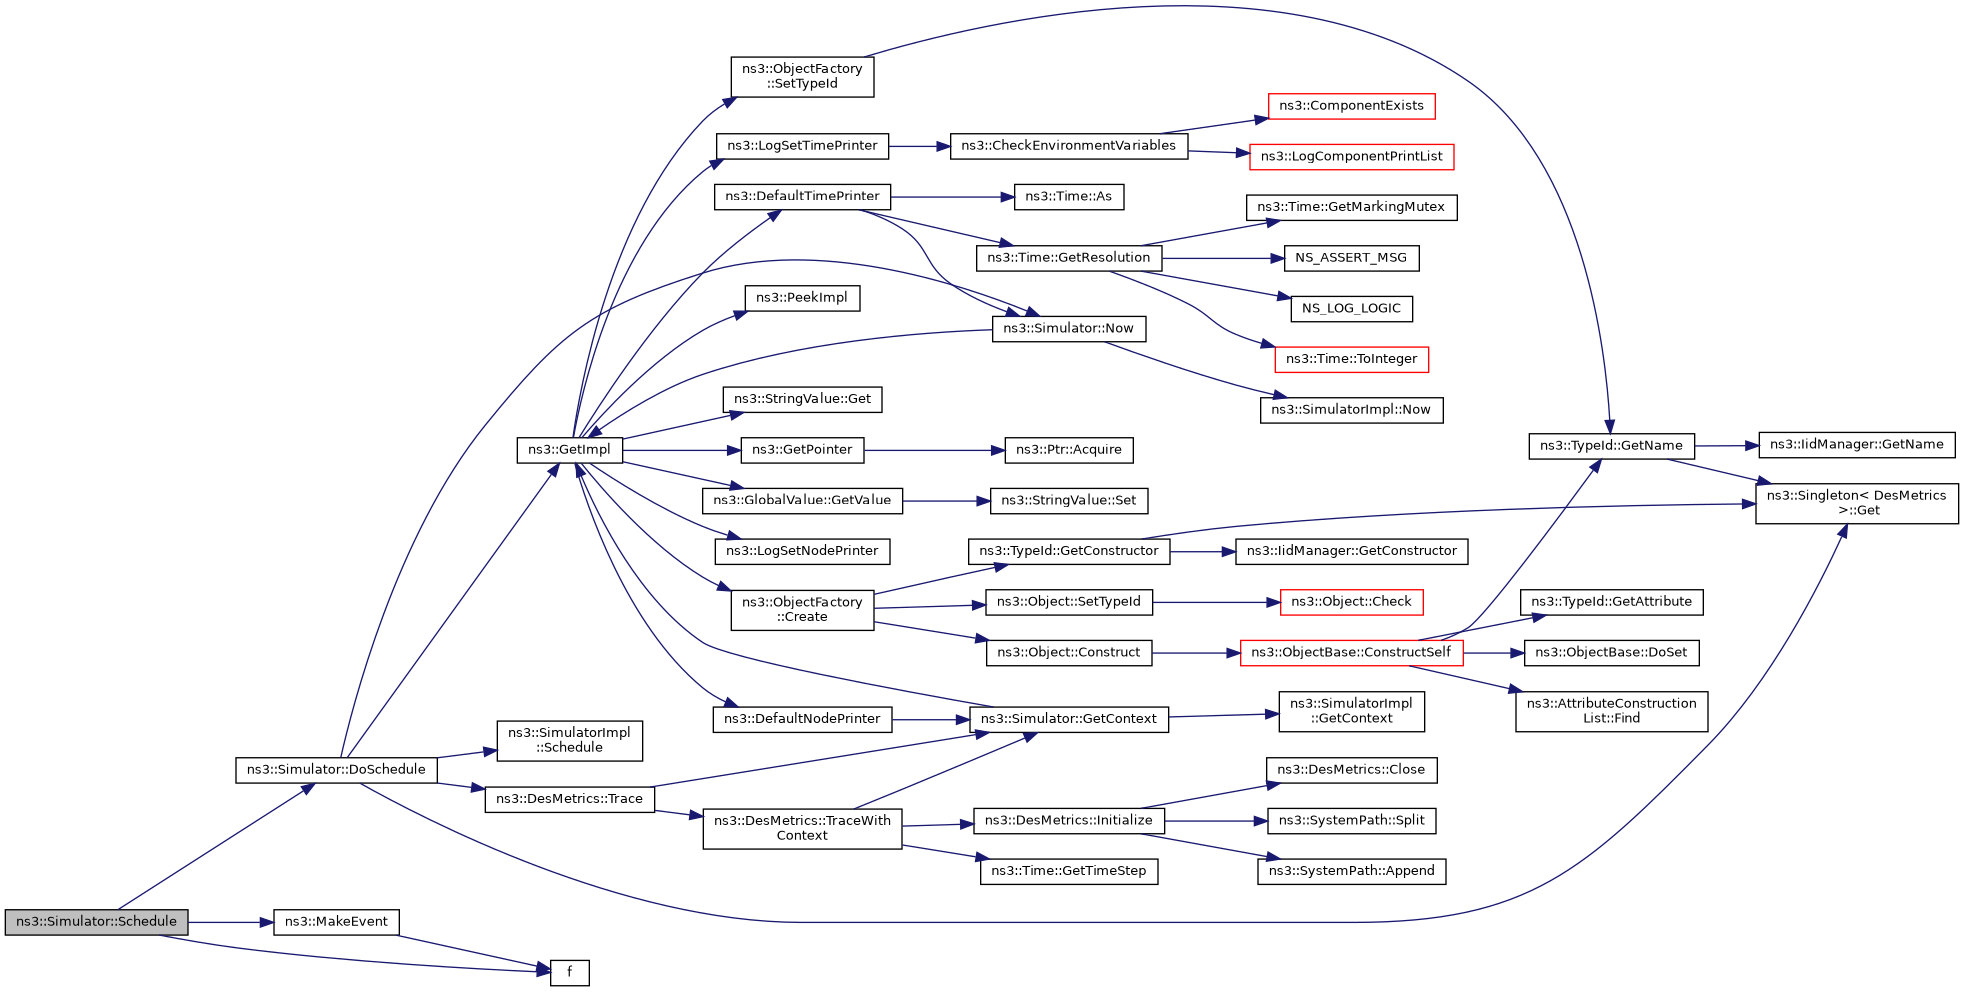 ns3::ObjectFactory
::SetTypeId
ns3::ComponentExists
ns3::LogSetTimePrinter
ns3::CheckEnvironmentVariables
ns3::LogComponentPrintList
ns3::DefaultTimePrinter
ns3::Time::As
ns3::Time::GetMarkingMutex
ns3::Time::GetResolution
NS_ASSERT_MSG
ns3::PeekImpl
NS_LOG_LOGIC
ns3::Simulator::Now
ns3::Time::ToInteger
ns3::StringValue::Get
ns3::SimulatorImpl::Now
ns3::GetImpl
ns3::GetPointer
ns3::Ptr::Acquire
ns3::TypeId::GetName
ns3::IidManager::GetName
ns3::GlobalValue::GetValue
ns3::StringValue::Set
ns3::Singleton< DesMetrics
>::Get
ns3::LogSetNodePrinter
ns3::TypeId::GetConstructor
ns3::IidManager::GetConstructor
ns3::ObjectFactory
::Create
ns3::Object::SetTypeId
ns3::Object::Check
ns3::TypeId::GetAttribute
ns3::Object::Construct
ns3::ObjectBase::ConstructSelf
ns3::ObjectBase::DoSet
ns3::DefaultNodePrinter
ns3::Simulator::GetContext
ns3::SimulatorImpl
::GetContext
ns3::AttributeConstruction
List::Find
ns3::SimulatorImpl
::Schedule
ns3::Simulator::DoSchedule
ns3::DesMetrics::Trace
ns3::DesMetrics::Close
ns3::DesMetrics::TraceWith
Context
ns3::DesMetrics::Initialize
ns3::SystemPath::Split
ns3::Time::GetTimeStep
ns3::SystemPath::Append
ns3::Simulator::Schedule
ns3::MakeEvent
f